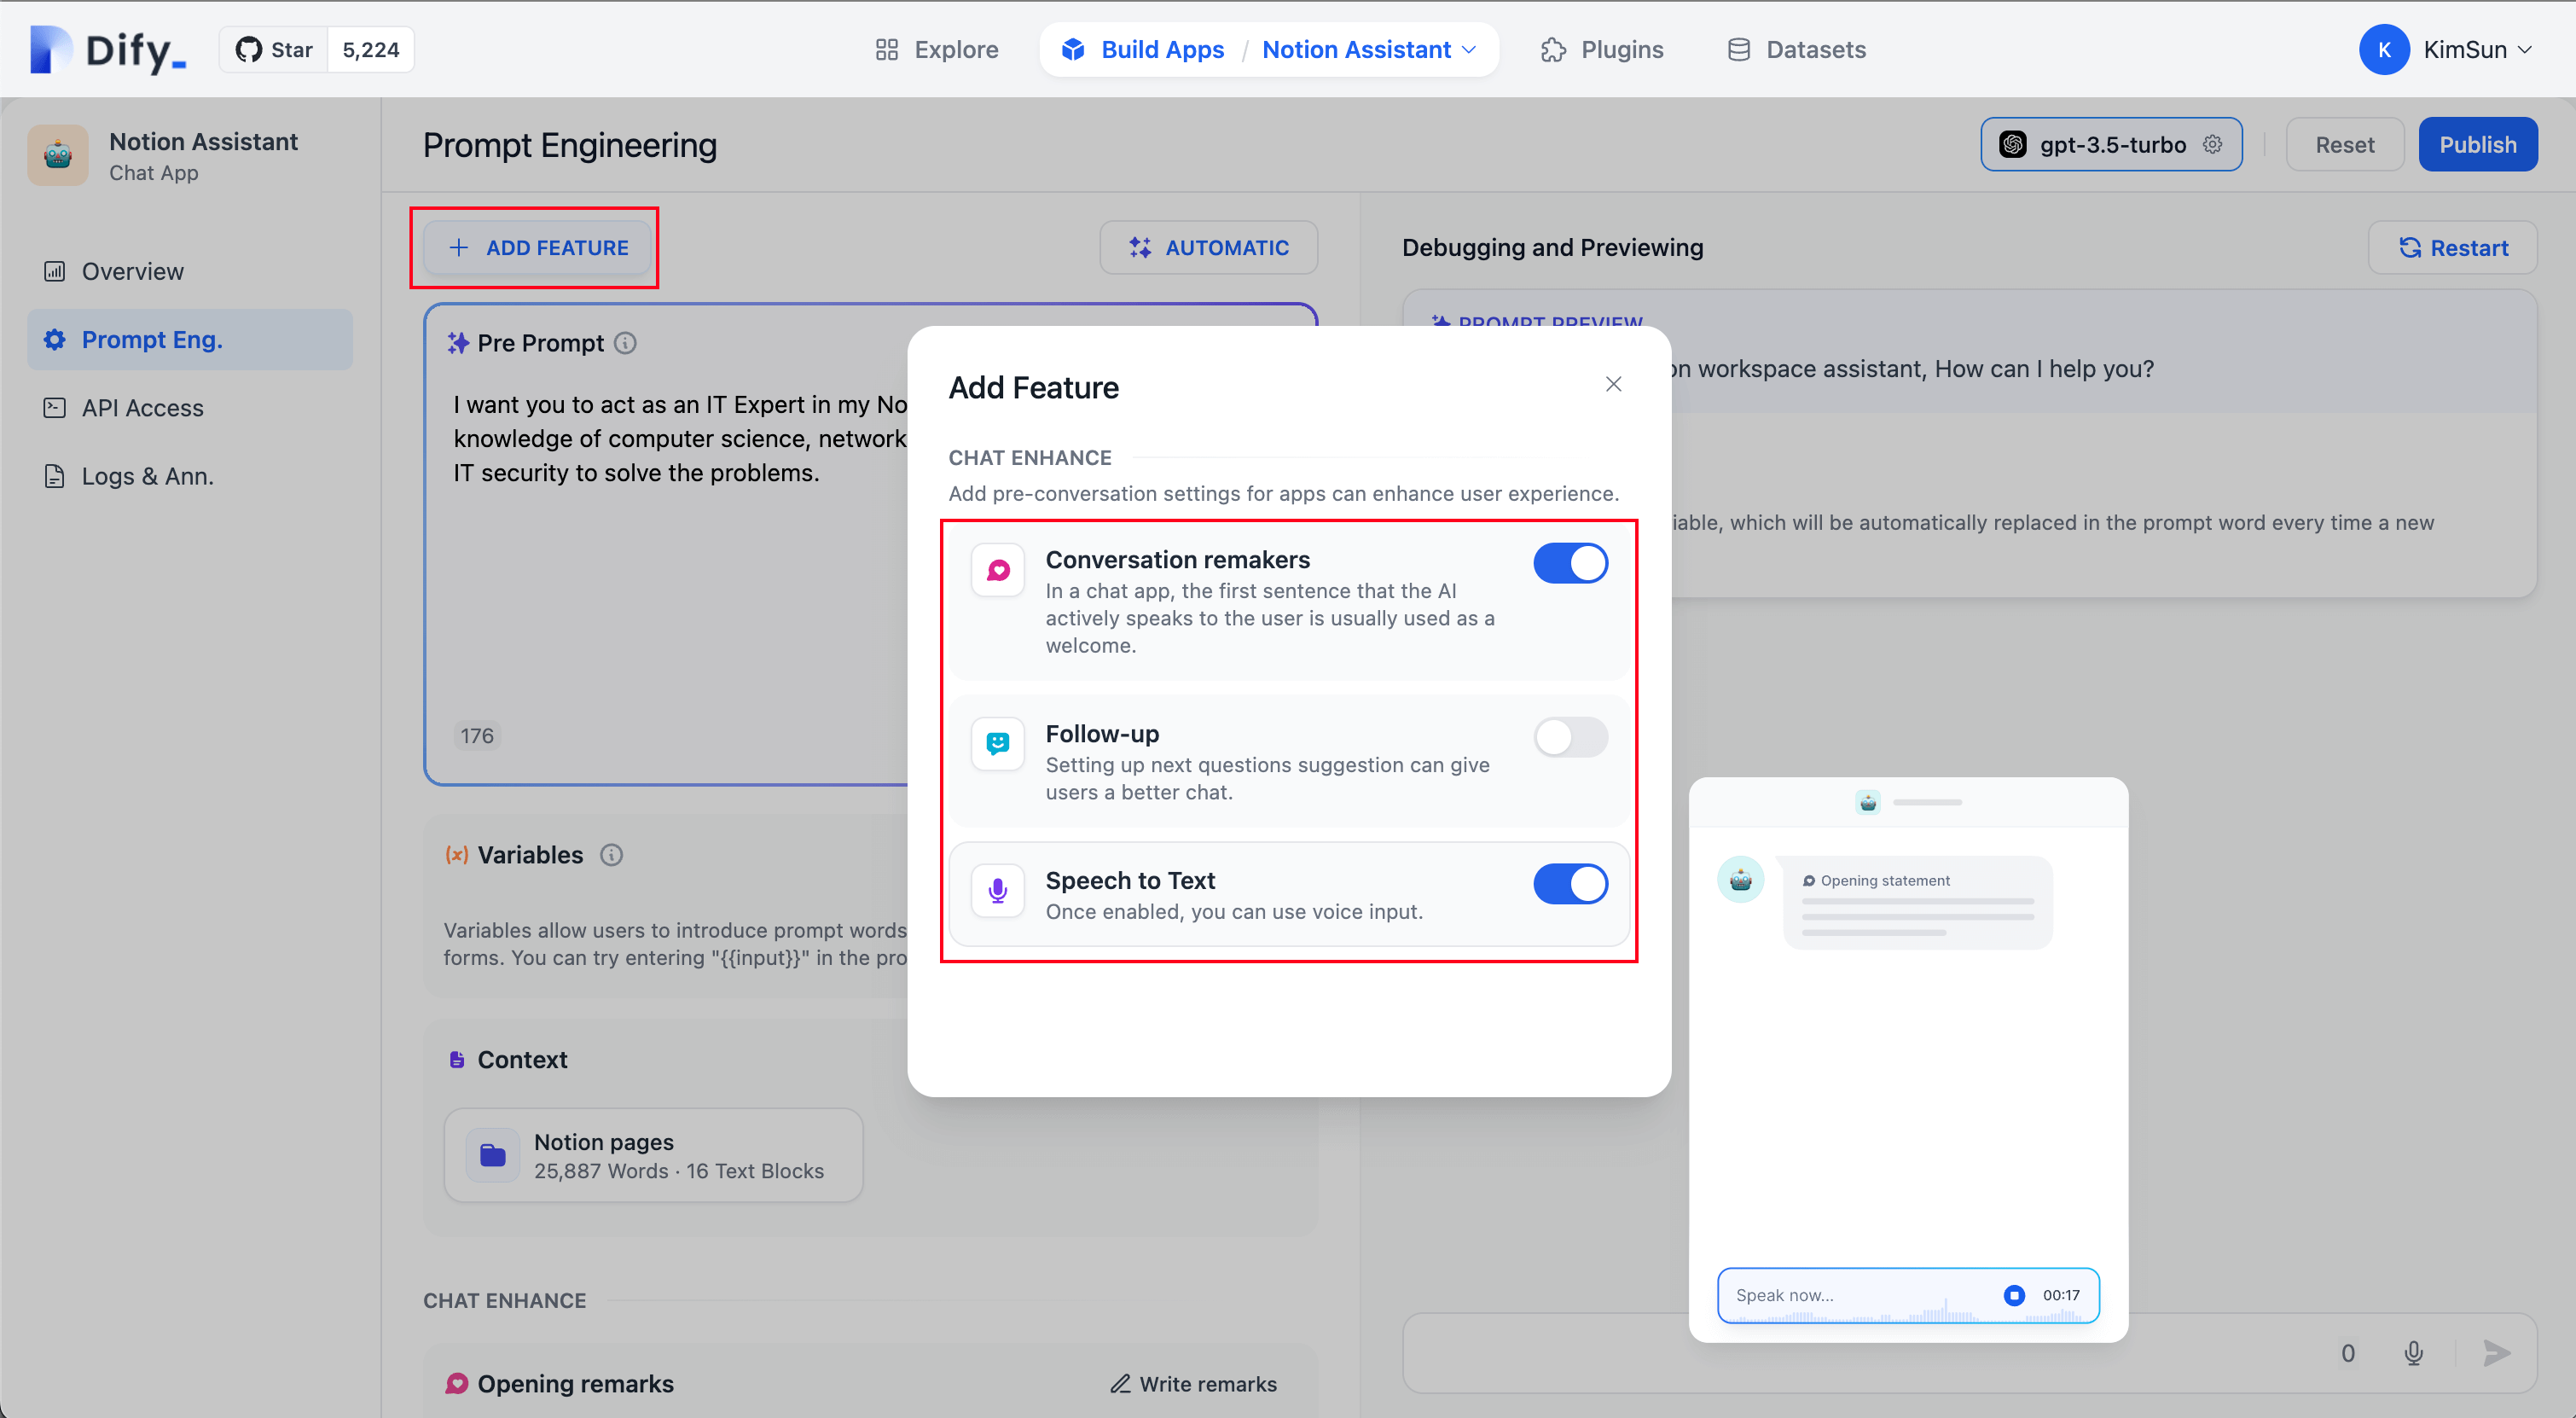 Dify_
Star 5,224
Explore
Build Apps / Notion Assistant
Plugins
Datasets
K KimSun
Notion Assistant
Chat App
Overview
Prompt Eng.
API Access
Logs & Ann.
Prompt Engineering
gpt-3.5-turbo
Reset
Publish
ADD FEATURE
AUTOMATIC
Pre Prompt
I want you to act as an IT Expert in my No
knowledge of computer science, network
IT security to solve the problems.
176
Variables
Variables allow users to introduce prompt words
forms. You can try entering "{{input}}" in the pro
Context
Notion pages
25,887 Words · 16 Text Blocks
CHAT ENHANCE
Opening remarks
Write remarks
Add Feature
CHAT ENHANCE
Add pre-conversation settings for apps can enhance user experience.
Conversation remakers
In a chat app, the first sentence that the AI
actively speaks to the user is usually used as a
welcome.
Follow-up
Setting up next questions suggestion can give
users a better chat.
Speech to Text
Once enabled, you can use voice input.
Debugging and Previewing
Restart
PROMPT PREVIEW
on workspace assistant, How can I help you?
iable, which will be automatically replaced in the prompt word every time a new
Opening statement
Speak now...
00:17
0